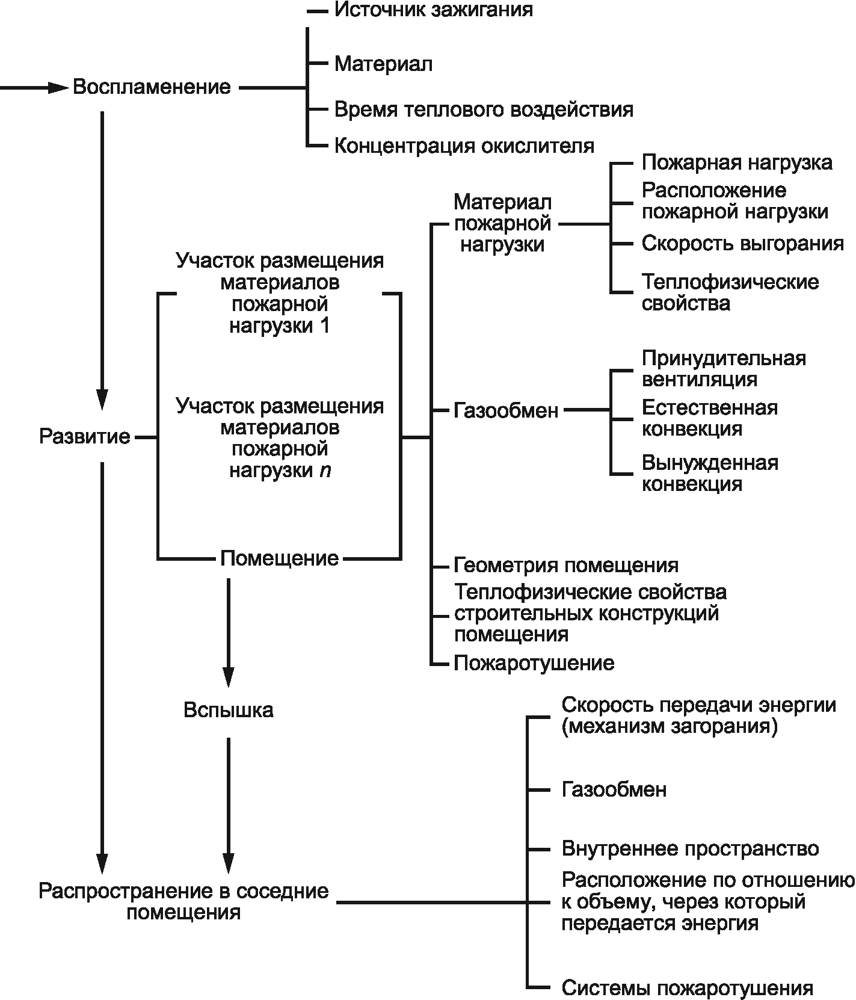 Источник зажигания
Материал
Воспламенение
Время теплового воздействия
Концентрация окислителя
Пожарная нагрузка
Расположение
пожарной нагрузки
Материал
пожарной
нагрузки
Скорость выгорания
Теплофизические
свойства
Участок размещения
материалов
пожарной
нагрузки 1
Принудительная
вентиляция
Газообмен
Естественная
конвекция
Вынужденная
конвекция
Участок размещения
материалов
пожарной
нагрузки n
Развитие
Помещение
Геометрия помещения
Теплофизические свойства
строительных конструкций
помещения
Пожаротушение
Вспышка
Скорость передачи энергии
(механизм загорания)
Газообмен
Внутреннее пространство
Распространение в соседние
помещения
Расположение по отношению
к объему, через который
передается энергия
Системы пожаротушения